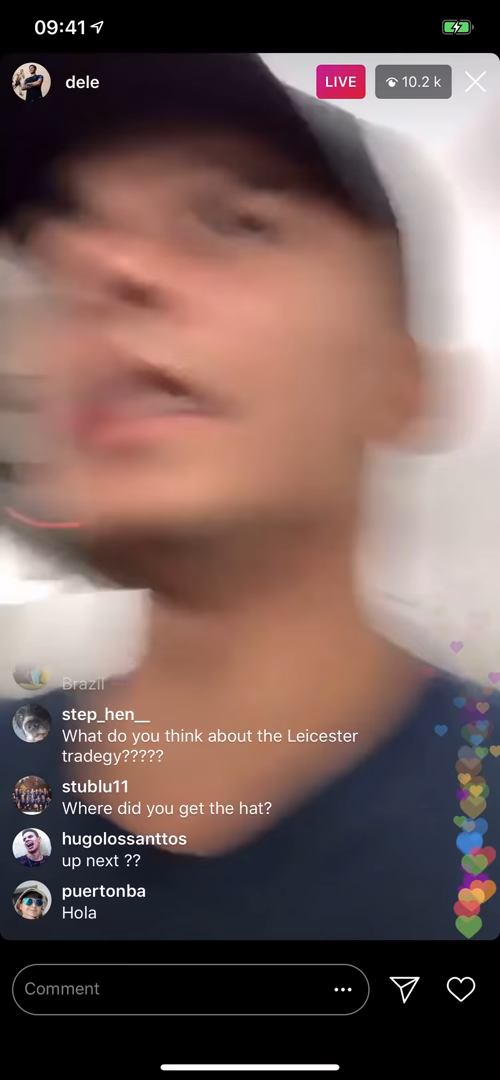 09:41
dele
LIVE
10.2 k
Brazil
step_hen__
What do you think about the Leicester
tradegy?????
stublu11
Where did you get the hat?
hugolossanttos
up next ??
puertonba
Hola
Comment